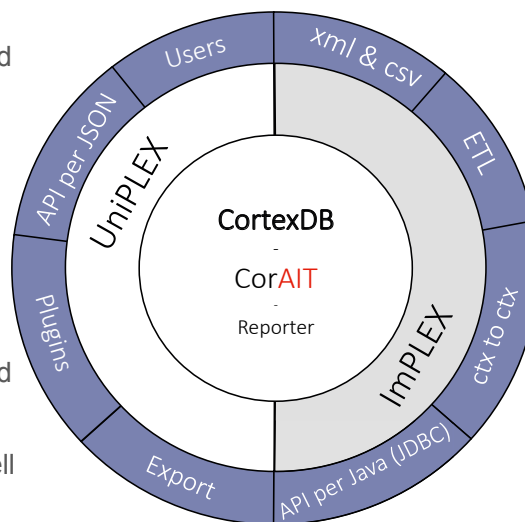 d
d
ell
Users
xml & csv
API per JSON
ETL
UniPLEX
CortexDB
-
CorAIT
-
Reporter
Plugins
ctx to ctx
ImPLEX
Export
API per Java (JDBC)